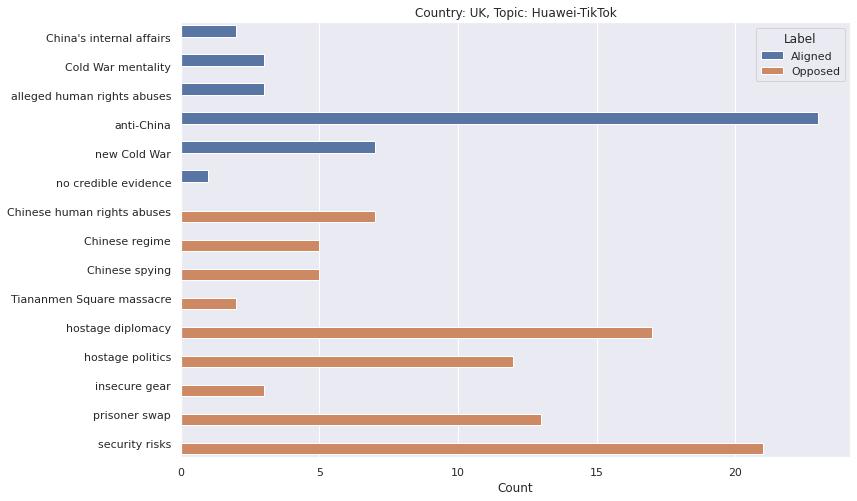 Country: UK, Topic: Huawei-TikTok
Label
Aligned
Opposed
China's internal affairs
Cold War mentality
alleged human rights abuses
anti-China
new Cold War
no credible evidence
Chinese human rights abuses
Chinese regime
Chinese spying
Tiananmen Square massacre
hostage diplomacy
hostage politics
insecure gear
prisoner swap
security risks
0 5 10 15 20
Count